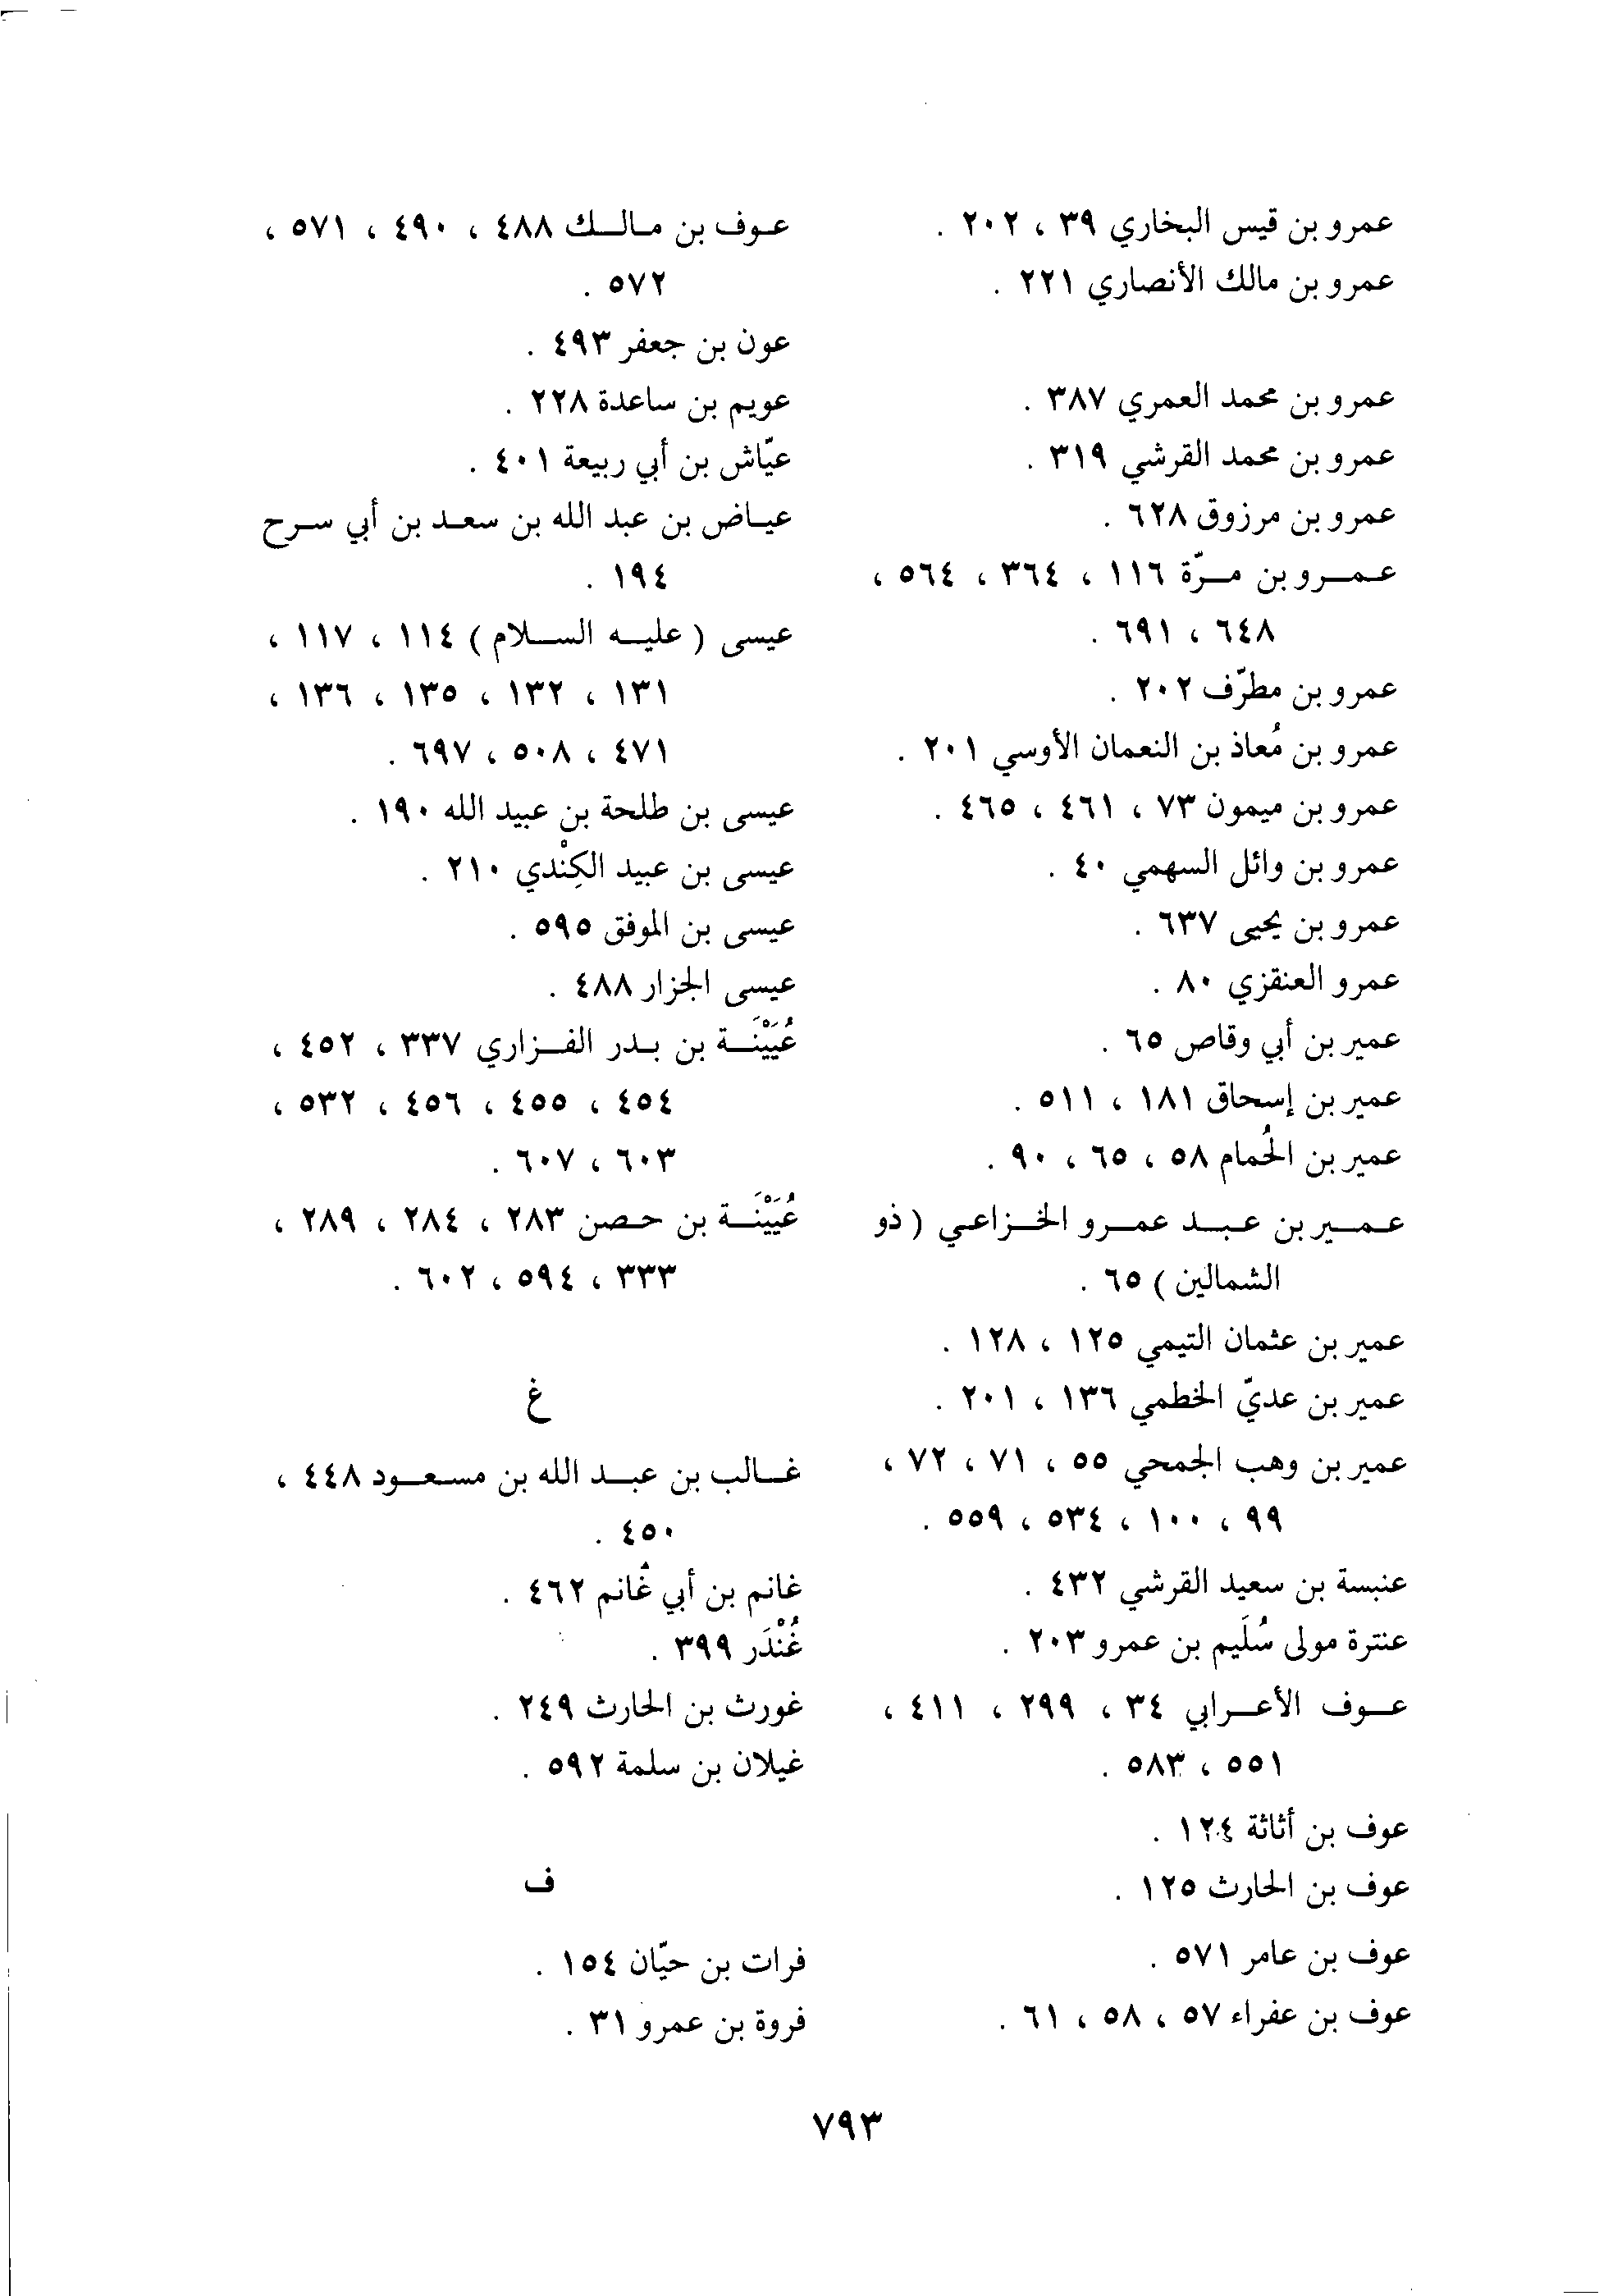 عمرو بن قيس البخاري ٣٩ ، ٢٠٢ .
عمرو بن مالك الأنصاري ٢٢١ .
عمرو بن محمد العمري ٣٨٧ .
عمرو بن محمد القرشي ٣١٩ .
عمرو بن مرزوق ٦٢٨ .
عمرو بن مرّة ١١٦ ، ٣٦٤ ، ٥٦٤ ،
٦٤٨ ، ٦٩١ .
عمرو بن مطرّف ٢٠٢ .
عمرو بن مُعاذ بن النعمان الأوسي ٢٠١ .
عمرو بن ميمون ٧٣ ، ٤٦١ ، ٤٦٥ .
عمرو بن وائل السهمي ٤٠ .
عمرو بن يحيى ٦٣٧ .
عمرو العنقزي ٨٠ .
عمير بن أبي وقاص ٦٥ .
عمير بن إسحاق ١٨١ ، ٥١١ .
عمير بن الحُمام ٥٨ ، ٦٥ ، ٩٠ .
عمير بن عبد عمرو الخزاعي ( ذو
الشمالين ) ٦٥ .
عمير بن عثمان التيمي ١٢٥ ، ١٢٨ .
عمير بن عديّ الخطمي ١٣٦ ، ٢٠١ .
عمير بن وهب الجمحي ٥٥ ، ٧١ ، ٧٢ ،
٩٩ ، ١٠٠ ، ٥٣٤ ، ٥٥٩ .
عنبسة بن سعيد القرشي ٤٣٢ .
عنترة مولى سُلَيم بن عمرو ٢٠٣ .
عوف الأعرابي ٣٤ ، ٢٩٩ ، ٤١١ ،
٥٥١ ، ٥٨٣ .
عوف بن أثاثة ١٢٤ .
عوف بن الحارث ١٢٥ .
عوف بن عامر ٥٧١ .
عوف بن عفراء ٥٧ ، ٥٨ ، ٦١ .
عوف بن مالك ٤٨٨ ، ٤٩٠ ، ٥٧١ ،
٥٧٢ .
عون بن جعفر ٤٩٣ .
عويم بن ساعدة ٢٢٨ .
عيّاش بن أبي ربيعة ٤٠١ .
عياض بن عبد الله بن سعد بن أبي سرح
١٩٤ .
عيسى ( عليه السلام ) ١١٤ ، ١١٧ ،
١٣١ ، ١٣٢ ، ١٣٥ ، ١٣٦ ،
٤٧١ ، ٥٠٨ ، ٦٩٧ .
عيسى بن طلحة بن عبيد الله ١٩٠ .
عيسى بن عبيد الكِنْدي ٢١٠ .
عيسى بن الموفق ٥٩٥ .
عيسى الجزار ٤٨٨ .
عُيَيْنَة بن بدر الفزاري ٣٣٧ ، ٤٥٢ ،
٤٥٤ ، ٤٥٥ ، ٤٥٦ ، ٥٣٢ ،
٦٠٣ ، ٦٠٧ .
عُيَيْنَة بن حصن ٢٨٣ ، ٢٨٤ ، ٢٨٩ ،
٣٣٣ ، ٥٩٤ ، ٦٠٢ .
غ
غالب بن عبد الله بن مسعود ٤٤٨ ،
٤٥٠ .
غانم بن أبي غانم ٤٦٢ .
غُنْدَر ٣٩٩ .
غورث بن الحارث ٢٤٩ .
غيلان بن سلمة ٥٩٢ .
ف
فرات بن حيّان ١٥٤ .
فروة بن عمرو ٣١ .
٧٩٣